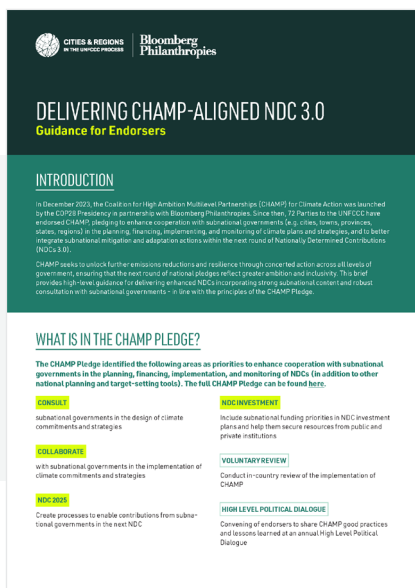 CITIES & REGIONS
IN THE UNFCCC PROCESS
Bloomberg
Philanthropies
DELIVERING CHAMP-ALIGNED NDC 3.0
Guidance for Endorsers
INTRODUCTION
In December 2023, the Coalition for High Ambition Multilevel Partnerships (CHAMP) for Climate Action was launched
by the COP28 Presidency in partnership with Bloomberg Philanthropies. Since then, 72 Parties to the UNFCCC have
endorsed CHAMP, pledging to enhance cooperation with subnational governments (e.g. cities, towns, provinces,
states, regions) in the planning, financing, implementing, and monitoring of climate plans and strategies, and to better
integrate subnational mitigation and adaptation actions within the next round of Nationally Determined Contributions
(NDCs 3.0).
CHAMP seeks to unlock further emissions reductions and resilience through concerted action across all levels of
government, ensuring that the next round of national pledges reflect greater ambition and inclusivity. This brief
provides high-level guidance for delivering enhanced NDCs incorporating strong subnational content and robust
consultation with subnational governments - in line with the principles of the CHAMP Pledge.
WHAT IS IN THE CHAMP PLEDGE?
The CHAMP Pledge identified the following areas as priorities to enhance cooperation with subnational
governments in the planning, financing, implementation, and monitoring of NDCs (in addition to other
national planning and target-setting tools). The full CHAMP Pledge can be found here.
CONSULT
subnational governments in the design of climate
commitments and strategies
COLLABORATE
with subnational governments in the implementation of
climate commitments and strategies
NDC 2025
Create processes to enable contributions from subna-
tional governments in the next NDC
NDC INVESTMENT
Include subnational funding priorities in NDC investment
plans and help them secure resources from public and
private institutions
VOLUNTARY REVIEW
Conduct in-country review of the implementation of
CHAMP
HIGH LEVEL POLITICAL DIALOGUE
Convening of endorsers to share CHAMP good practices
and lessons learned at an annual High Level Political
Dialogue